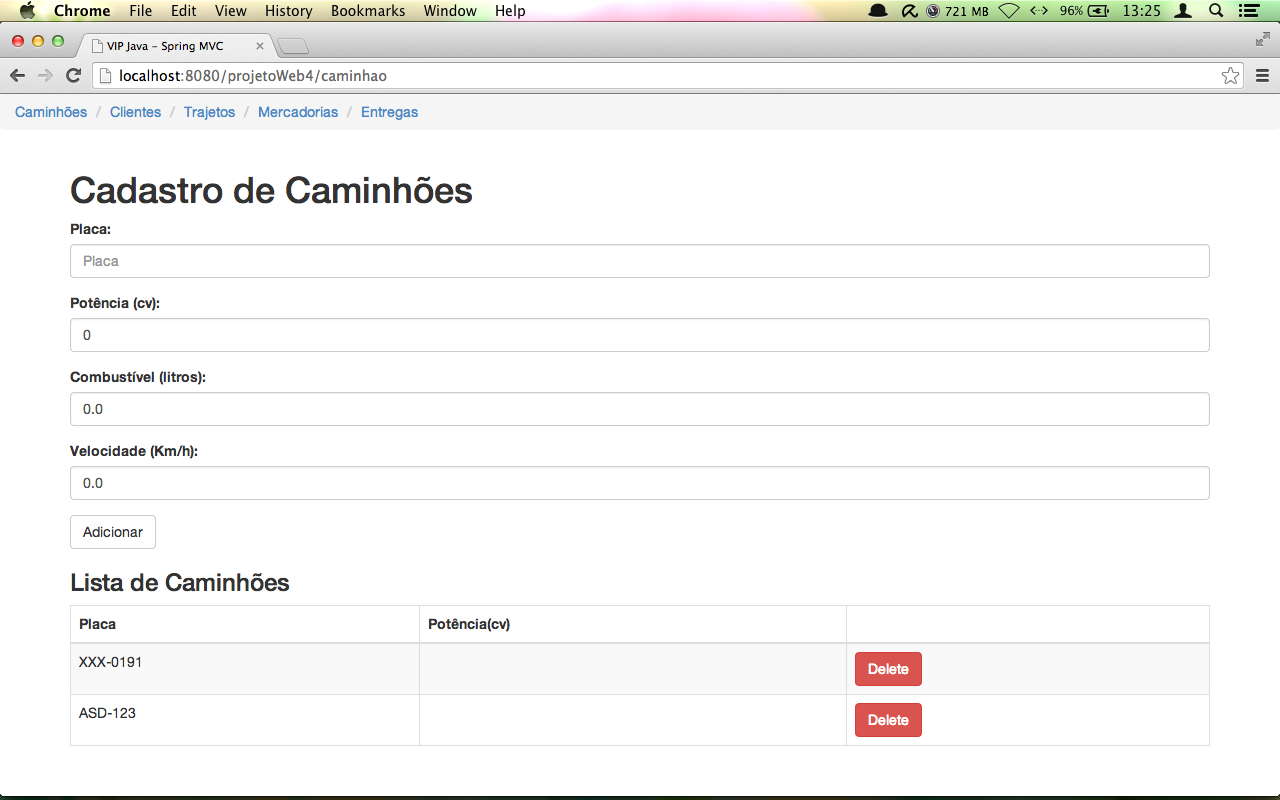 Chrome File Edit View History Bookmarks Window Help 721 MB 96% 13:25
VIP Java - Spring MVC
localhost:8080/projetoWeb4/caminhao
Caminhões / Clientes / Trajetos / Mercadorias / Entregas
Cadastro de Caminhões
Placa:
Placa
Potência (cv):
0
Combustível (litros):
0.0
Velocidade (Km/h):
0.0
Adicionar
Lista de Caminhões
Placa Potência(cv)
XXX-0191 Delete
ASD-123 Delete